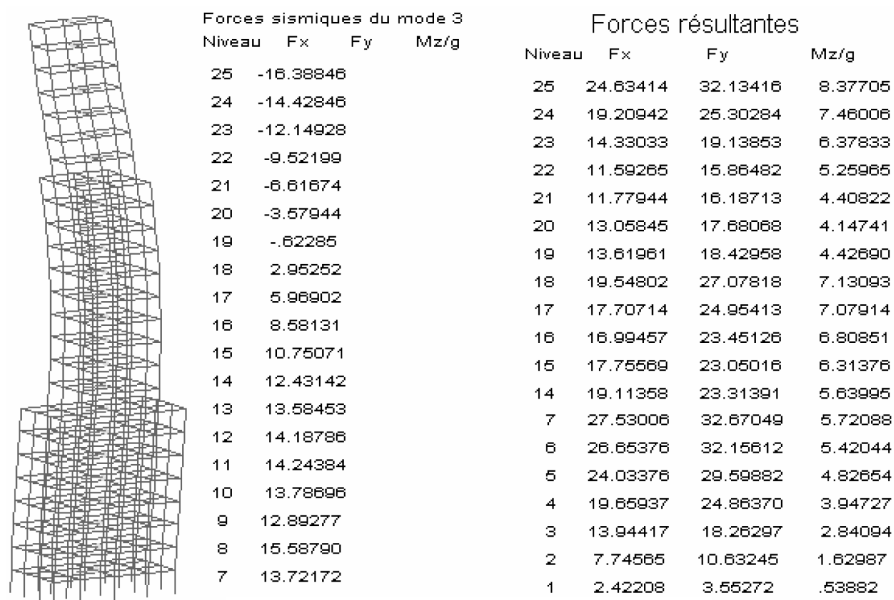 Forces sismiques du mode 3
Niveau Fx Fy Mz/g
25 -16.38846
24 -14.42846
23 -12.14928
22 -9.52199
21 -6.61674
20 -3.57944
19 -.62285
18 2.95252
17 5.96902
16 8.58131
15 10.75071
14 12.43142
13 13.58453
12 14.18786
11 14.24384
10 13.78696
9 12.89277
8 15.58790
7 13.72172
Forces résultantes
Niveau Fx Fy Mz/g
25 24.63414 32.13416 8.37705
24 19.20942 25.30284 7.46006
23 14.33033 19.13853 6.37833
22 11.59265 15.86482 5.25965
21 11.77944 16.18713 4.40822
20 13.05845 17.68068 4.14741
19 13.61961 18.42958 4.42690
18 19.54802 27.07818 7.13093
17 17.70714 24.95413 7.07914
16 16.99457 23.45126 6.80851
15 17.75569 23.05016 6.31376
14 19.11358 23.31391 5.63995
7 27.53006 32.67049 5.72088
6 26.65376 32.15612 5.42044
5 24.03376 29.59882 4.82654
4 19.65937 24.86370 3.94727
3 13.94417 18.26297 2.84094
2 7.74565 10.63245 1.62987
1 2.42208 3.55272 .53882